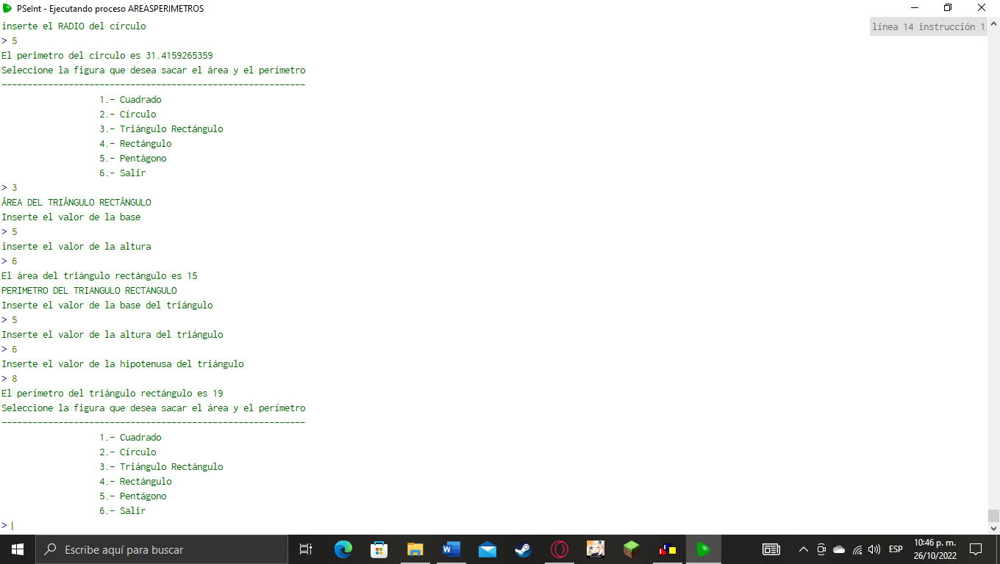 PSeInt - Ejecutando proceso AREASPERIMETROS
inserte el RADIO del círculo
línea 14 instrucción 1
> 5
El perimetro del circulo es 31.4159265359
Seleccione la figura que desea sacar el área y el perímetro
-----------------------------------------------------------
1.- Cuadrado
2.- Círculo
3.- Triángulo Rectángulo
4.- Rectángulo
5.- Pentágono
6.- Salir
> 3
ÁREA DEL TRIÁNGULO RECTÁNGULO
Inserte el valor de la base
> 5
inserte el valor de la altura
> 6
El área del triángulo rectángulo es 15
PERIMETRO DEL TRIANGULO RECTANGULO
Inserte el valor de la base del triángulo
> 5
Inserte el valor de la altura del triángulo
> 6
Inserte el valor de la hipotenusa del triángulo
> 8
El perímetro del triángulo rectángulo es 19
Seleccione la figura que desea sacar el área y el perímetro
-----------------------------------------------------------
1.- Cuadrado
2.- Círculo
3.- Triángulo Rectángulo
4.- Rectángulo
5.- Pentágono
6.- Salir
>
Escribe aquí para buscar
ESP
10:46 p. m.
26/10/2022